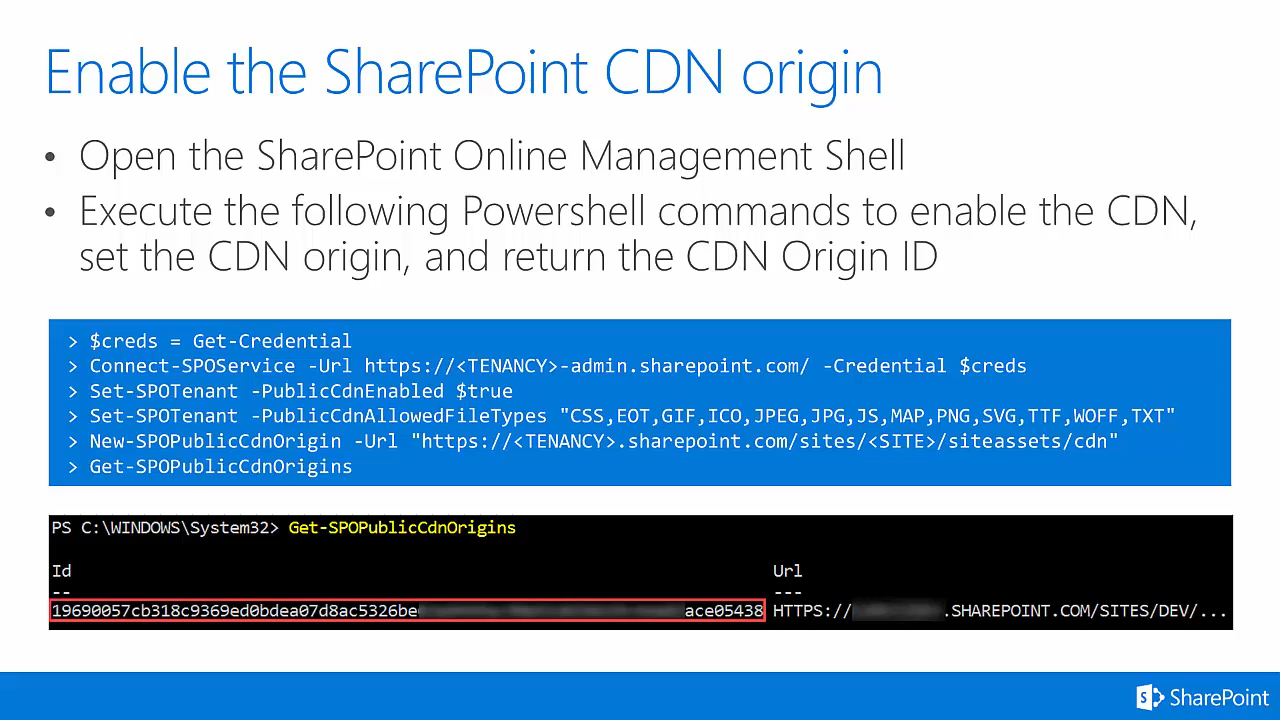 Enable the SharePoint CDN origin
• Open the SharePoint Online Management Shell
• Execute the following Powershell commands to enable the CDN,
set the CDN origin, and return the CDN Origin ID
> $creds = Get-Credential
> Connect-SPOService -Url https://<TENANCY>-admin.sharepoint.com/ -Credential $creds
> Set-SPOTenant -PublicCdnEnabled $true
> Set-SPOTenant -PublicCdnAllowedFileTypes "CSS,EOT,GIF,ICO,JPEG,JPG,JS,MAP,PNG,SVG,TTF,WOFF,TXT"
> New-SPOPublicCdnOrigin -Url "https://<TENANCY>.sharepoint.com/sites/<SITE>/siteassets/cdn"
> Get-SPOPublicCdnOrigins
PS C:\WINDOWS\System32> Get-SPOPublicCdnOrigins
Id Url
-- ---
19690057cb318c9369ed0bdea07d8ac5326be ace05438 HTTPS:// .SHAREPOINT.COM/SITES/DEV/...
SharePoint